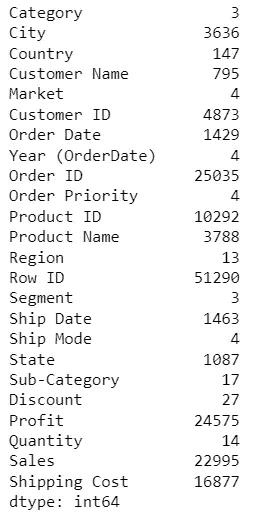 Category 3
City 3636
Country 147
Customer Name 795
Market 4
Customer ID 4873
Order Date 1429
Year (OrderDate) 4
Order ID 25035
Order Priority 4
Product ID 10292
Product Name 3788
Region 13
Row ID 51290
Segment 3
Ship Date 1463
Ship Mode 4
State 1087
Sub-Category 17
Discount 27
Profit 24575
Quantity 14
Sales 22995
Shipping Cost 16877
dtype: int64